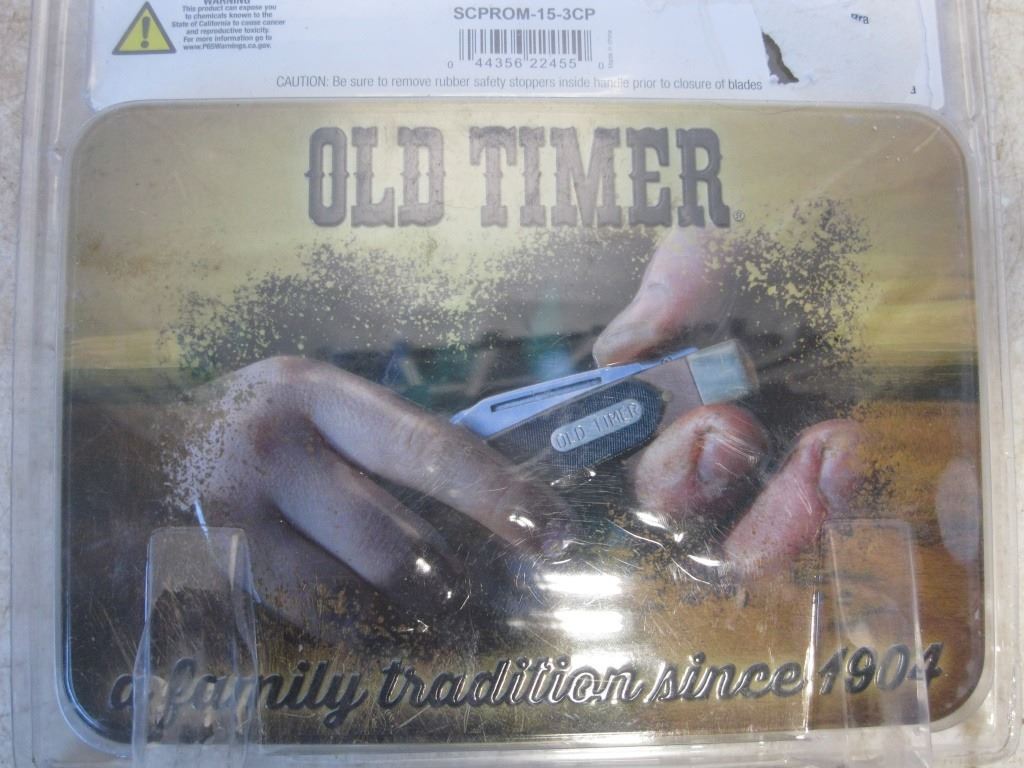 WARNING
This product can expose you
to chemicals known to the
State of California to cause cancer
and reproductive toxicity.
For more information go to
www.P65Warnings.ca.gov.
SCPROM-15-3CP
0 44356 22455 0
CAUTION: Be sure to remove rubber safety stoppers inside handle prior to closure of blades
OLD TIMER®
OLD TIMER
a family tradition since 1904